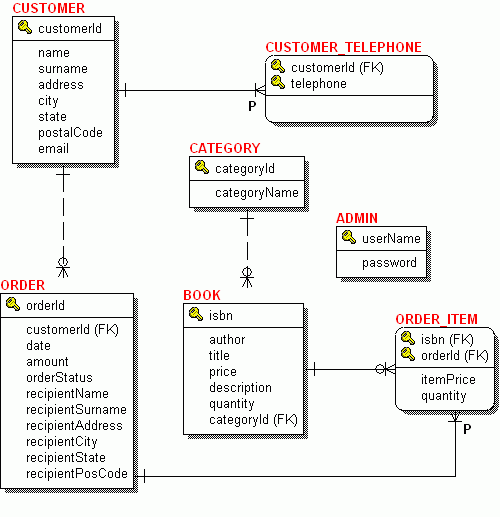 CUSTOMER
customerId
name
surname
address
city
state
postalCode
email
CUSTOMER_TELEPHONE
customerId (FK)
telephone
P
CATEGORY
categoryId
categoryName
ADMIN
userName
password
ORDER
orderId
customerId (FK)
date
amount
orderStatus
recipientName
recipientSurname
recipientAddress
recipientCity
recipientState
recipientPosCode
BOOK
isbn
author
title
price
description
quantity
categoryId (FK)
ORDER_ITEM
isbn (FK)
orderId (FK)
itemPrice
quantity
P